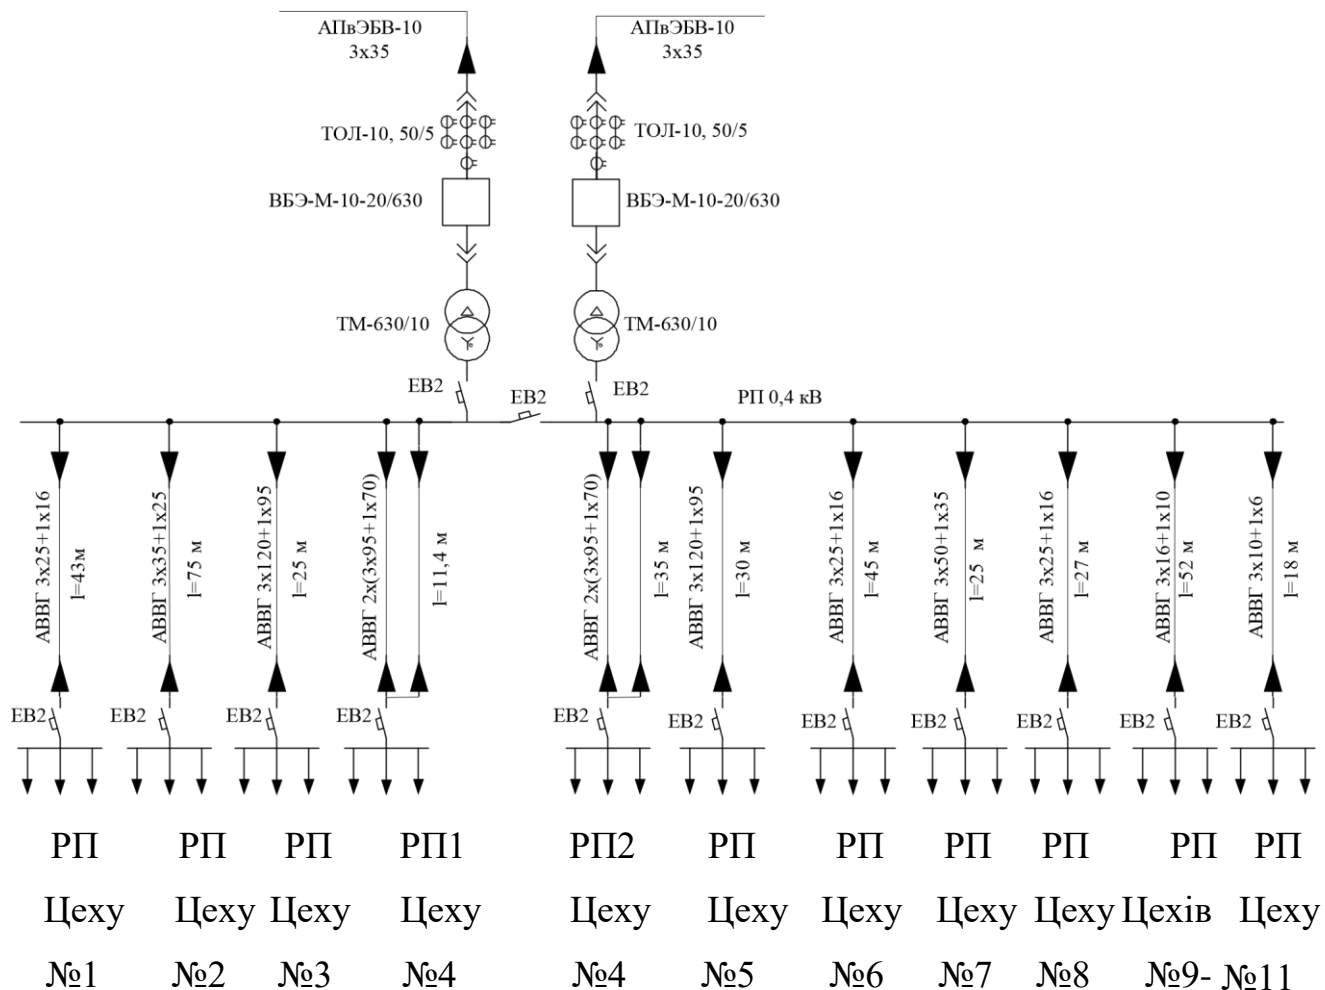 АПвЭБВ-10
3х35
АПвЭБВ-10
3х35
ТОЛ-10, 50/5
ТОЛ-10, 50/5
ВБЭ-М-10-20/630
ВБЭ-М-10-20/630
ТМ-630/10
ТМ-630/10
ЕВ2
ЕВ2
ЕВ2
РП 0,4 кВ
АВВГ 3х25+1х16
l=43м
АВВГ 3х35+1х25
l=75 м
АВВГ 3х120+1х95
l=25 м
АВВГ 2х(3х95+1х70)
l=11,4 м
АВВГ 2х(3х95+1х70)
l=35 м
АВВГ 3х120+1х95
l=30 м
АВВГ 3х25+1х16
l=45 м
АВВГ 3х50+1х35
l=25 м
АВВГ 3х25+1х16
l=27 м
АВВГ 3х16+1х10
l=52 м
АВВГ 3х10+1х6
l=18 м
ЕВ2 ЕВ2 ЕВ2 ЕВ2 ЕВ2 ЕВ2 ЕВ2 ЕВ2 ЕВ2 ЕВ2 ЕВ2
РП РП РП РП1 РП2 РП РП РП РП РП РП
Цеху Цеху Цеху Цеху Цеху Цеху Цеху Цеху Цеху Цехів Цеху
№1 №2 №3 №4 №4 №5 №6 №7 №8 №9- №11